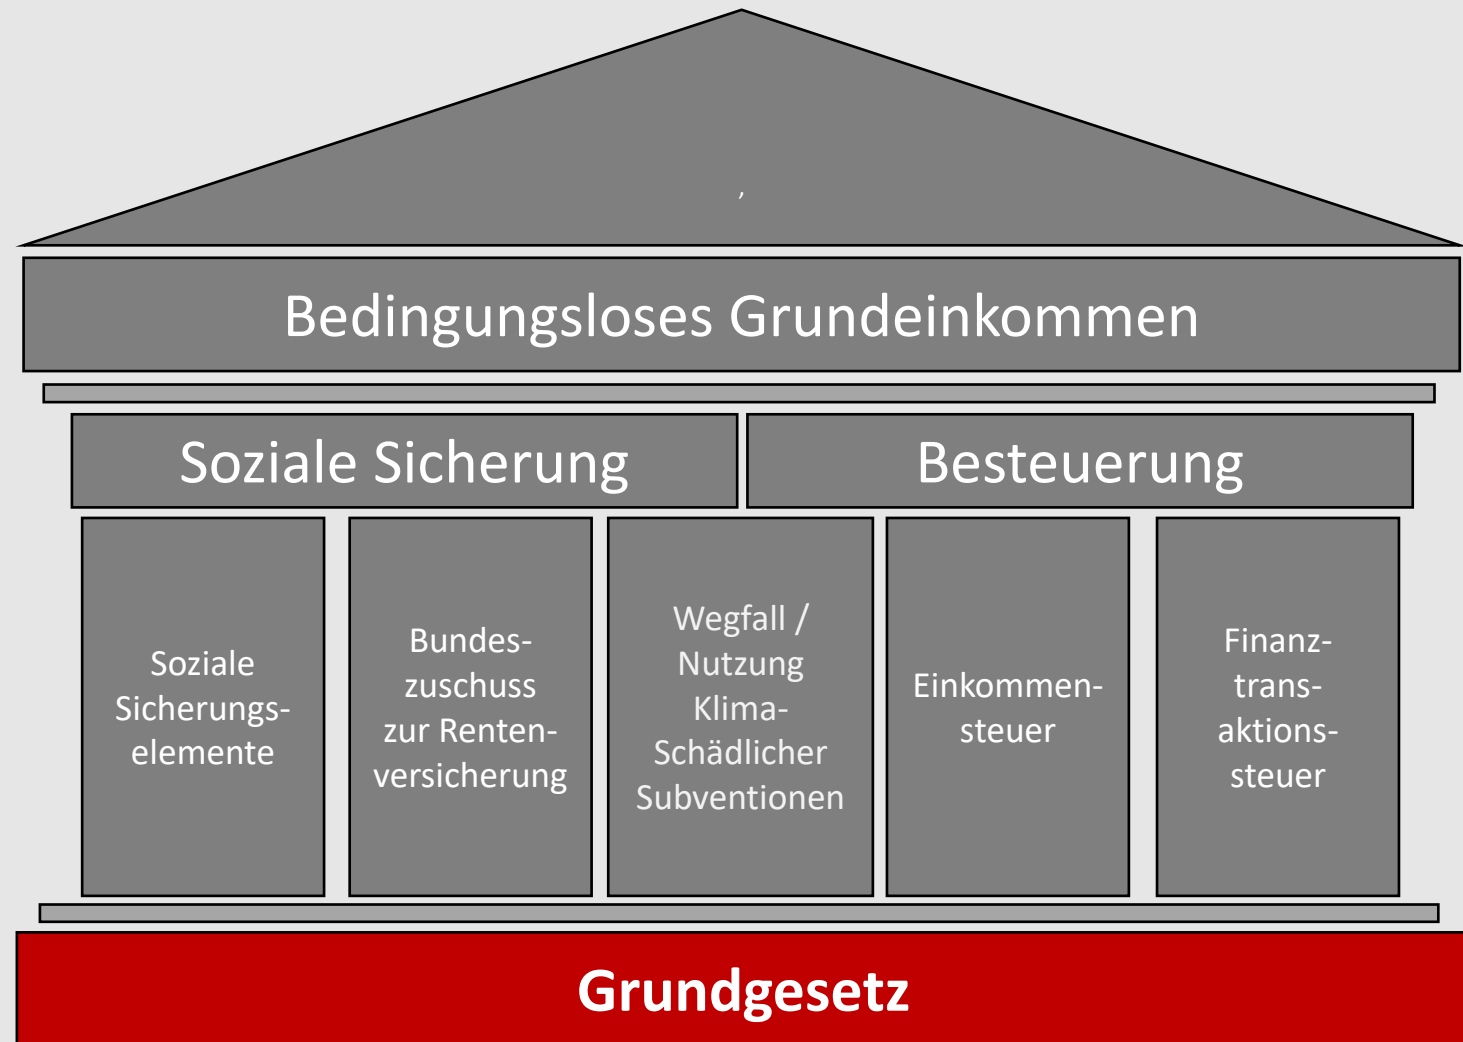 ,
Bedingungsloses Grundeinkommen
Soziale Sicherung
Besteuerung
Soziale
Sicherungs-
elemente
Bundes-
zuschuss
zur Renten-
versicherung
Wegfall /
Nutzung
Klima-
Schädlicher
Subventionen
Einkommen-
steuer
Finanz-
trans-
aktions-
steuer
Grundgesetz